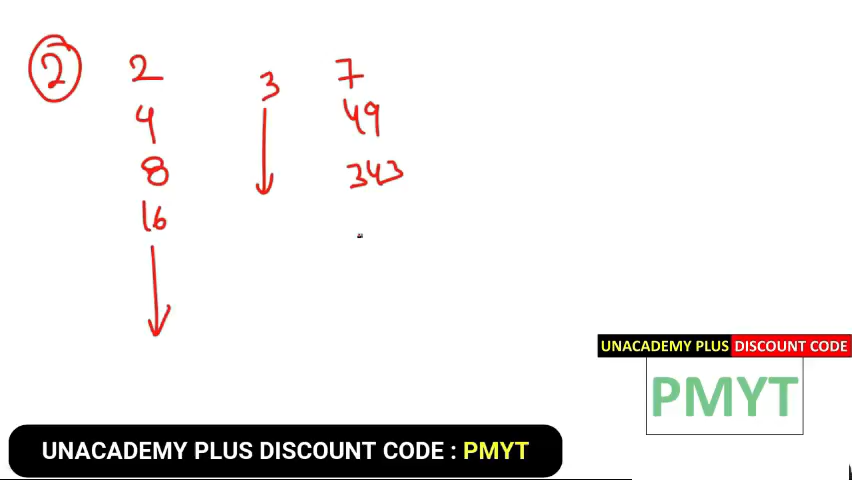 2 2 3 7
4 49
8 343
16
UNACADEMY PLUS DISCOUNT CODE
PMYT
UNACADEMY PLUS DISCOUNT CODE : PMYT